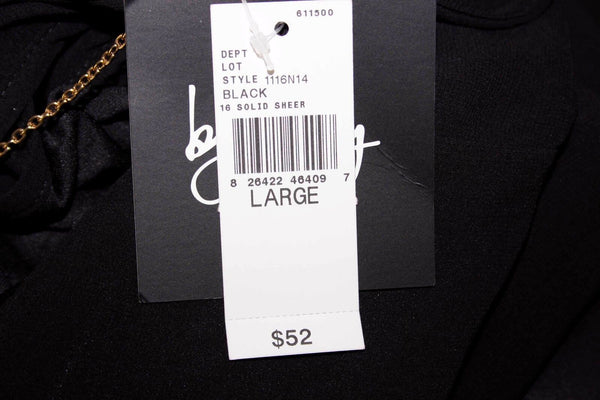 611500
DEPT
LOT
STYLE 1116N14
BLACK
16 SOLID SHEER
8 26422 46409 7
LARGE
$52